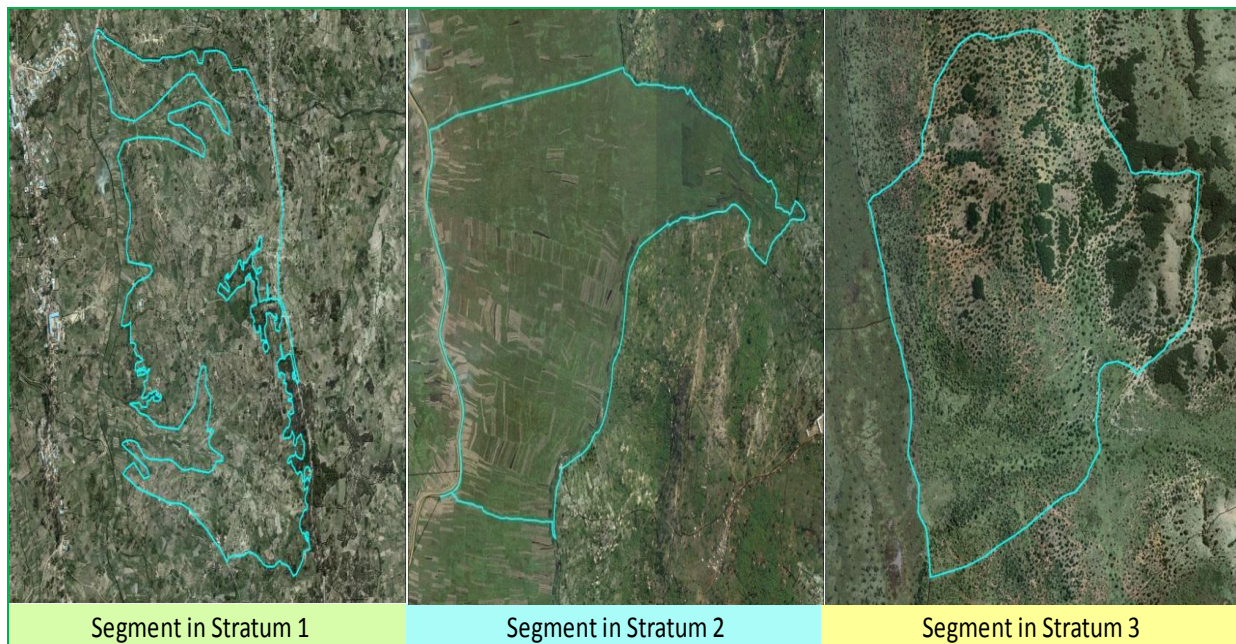 Segment in Stratum 1
Segment in Stratum 2
Segment in Stratum 3